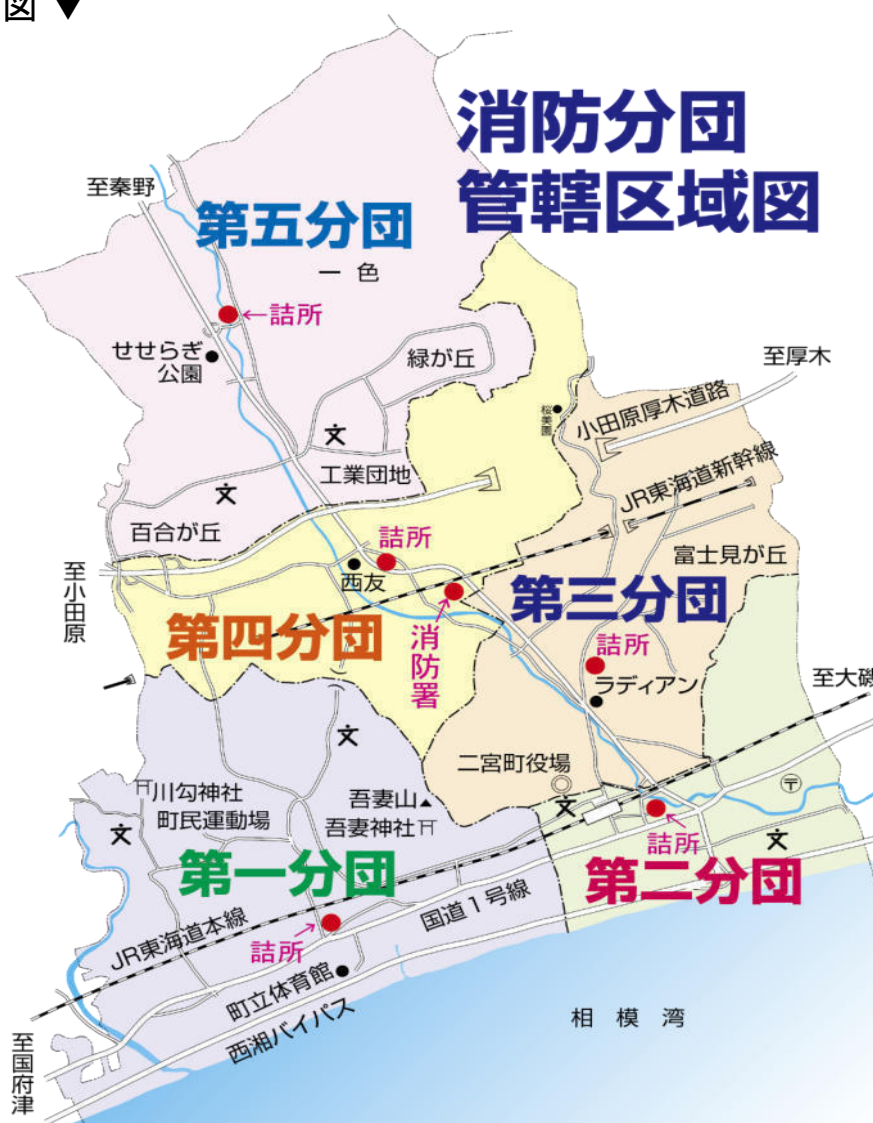 図 ▼
消防分団
管轄区域図
至秦野
第五分団
一 色
←詰所
せせらぎ
公園
緑が丘
至厚木
桜美園
小田原厚木道路
文
工業団地
JR東海道新幹線
文
百合が丘
詰所
富士見が丘
至小田原
西友
第三分団
第四分団
消防署
詰所
ラディアン
至大磯
文
二宮町役場
〒
川勾神社
町民運動場
吾妻山▲
吾妻神社
文
文
詰所
文
第一分団
第二分団
国道1号線
JR東海道本線
詰所
町立体育館
西湘バイパス
相 模 湾
至国府津